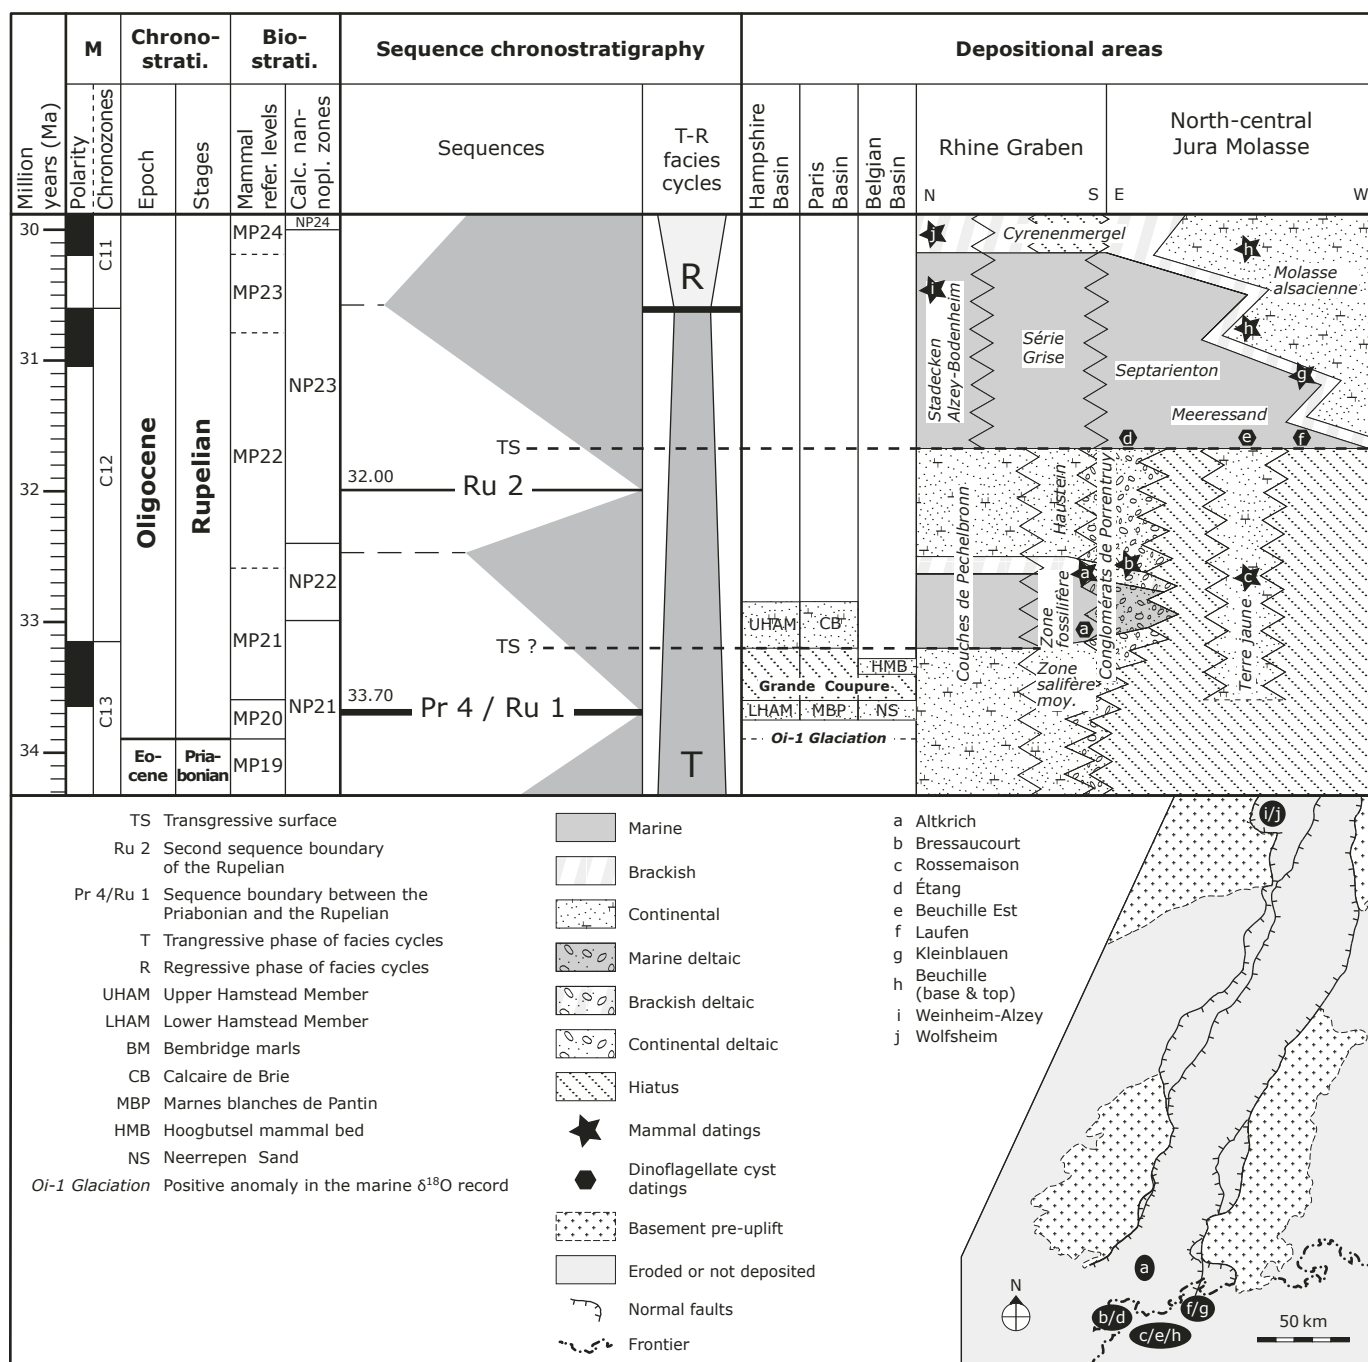 Million
years (Ma)
M
Chrono-
strati.
Bio-
strati.
Sequence chronostratigraphy
Depositional areas
Polarity
Chronozones
Epoch
Stages
Mammal
refer. levels
Calc. nan-
nopl. zones
Sequences
T-R
facies
cycles
Hampshire
Basin
Paris
Basin
Belgian
Basin
Rhine Graben
N
S
North-central
Jura Molasse
E
W
30
31
32
33
34
C11
C12
C13
Oligocene
Eo-
cene
Rupelian
Pria-
bonian
MP24
MP23
MP22
MP21
MP20
MP19
NP24
NP23
NP22
NP21
TS
32.00
Ru 2
TS ?
33.70
Pr 4 / Ru 1
R
T
UHAM
CB
HMB
Grande Coupure
LHAM
MBP
NS
Oi-1 Glaciation
j
Cyrenenmergel
h
Molasse
alsacienne
i
Stadecken
Alzey-Bodenheim
Série
Grise
h
Septarienton
g
Meeressand
d
e
f
Couches de Pechelbronn
Haustein
Zone
fossilifère
Conglomérats de Porrentruy
a
b
c
a
Terre jaune
Zone
salifère
moy.
TS Transgressive surface
Ru 2 Second sequence boundary
of the Rupelian
Pr 4/Ru 1 Sequence boundary between the
Priabonian and the Rupelian
T Trangressive phase of facies cycles
R Regressive phase of facies cycles
UHAM Upper Hamstead Member
LHAM Lower Hamstead Member
BM Bembridge marls
CB Calcaire de Brie
MBP Marnes blanches de Pantin
HMB Hoogbutsel mammal bed
NS Neerrepen Sand
Oi-1 Glaciation Positive anomaly in the marine δ¹⁸O record
Marine
Brackish
Continental
Marine deltaic
Brackish deltaic
Continental deltaic
Hiatus
Mammal datings
Dinoflagellate cyst
datings
Basement pre-uplift
Eroded or not deposited
Normal faults
Frontier
a Altkrich
b Bressaucourt
c Rossemaison
d Étang
e Beuchille Est
f Laufen
g Kleinblauen
h Beuchille
(base & top)
i Weinheim-Alzey
j Wolfsheim
i/j
a
N
b/d
f/g
c/e/h
50 km